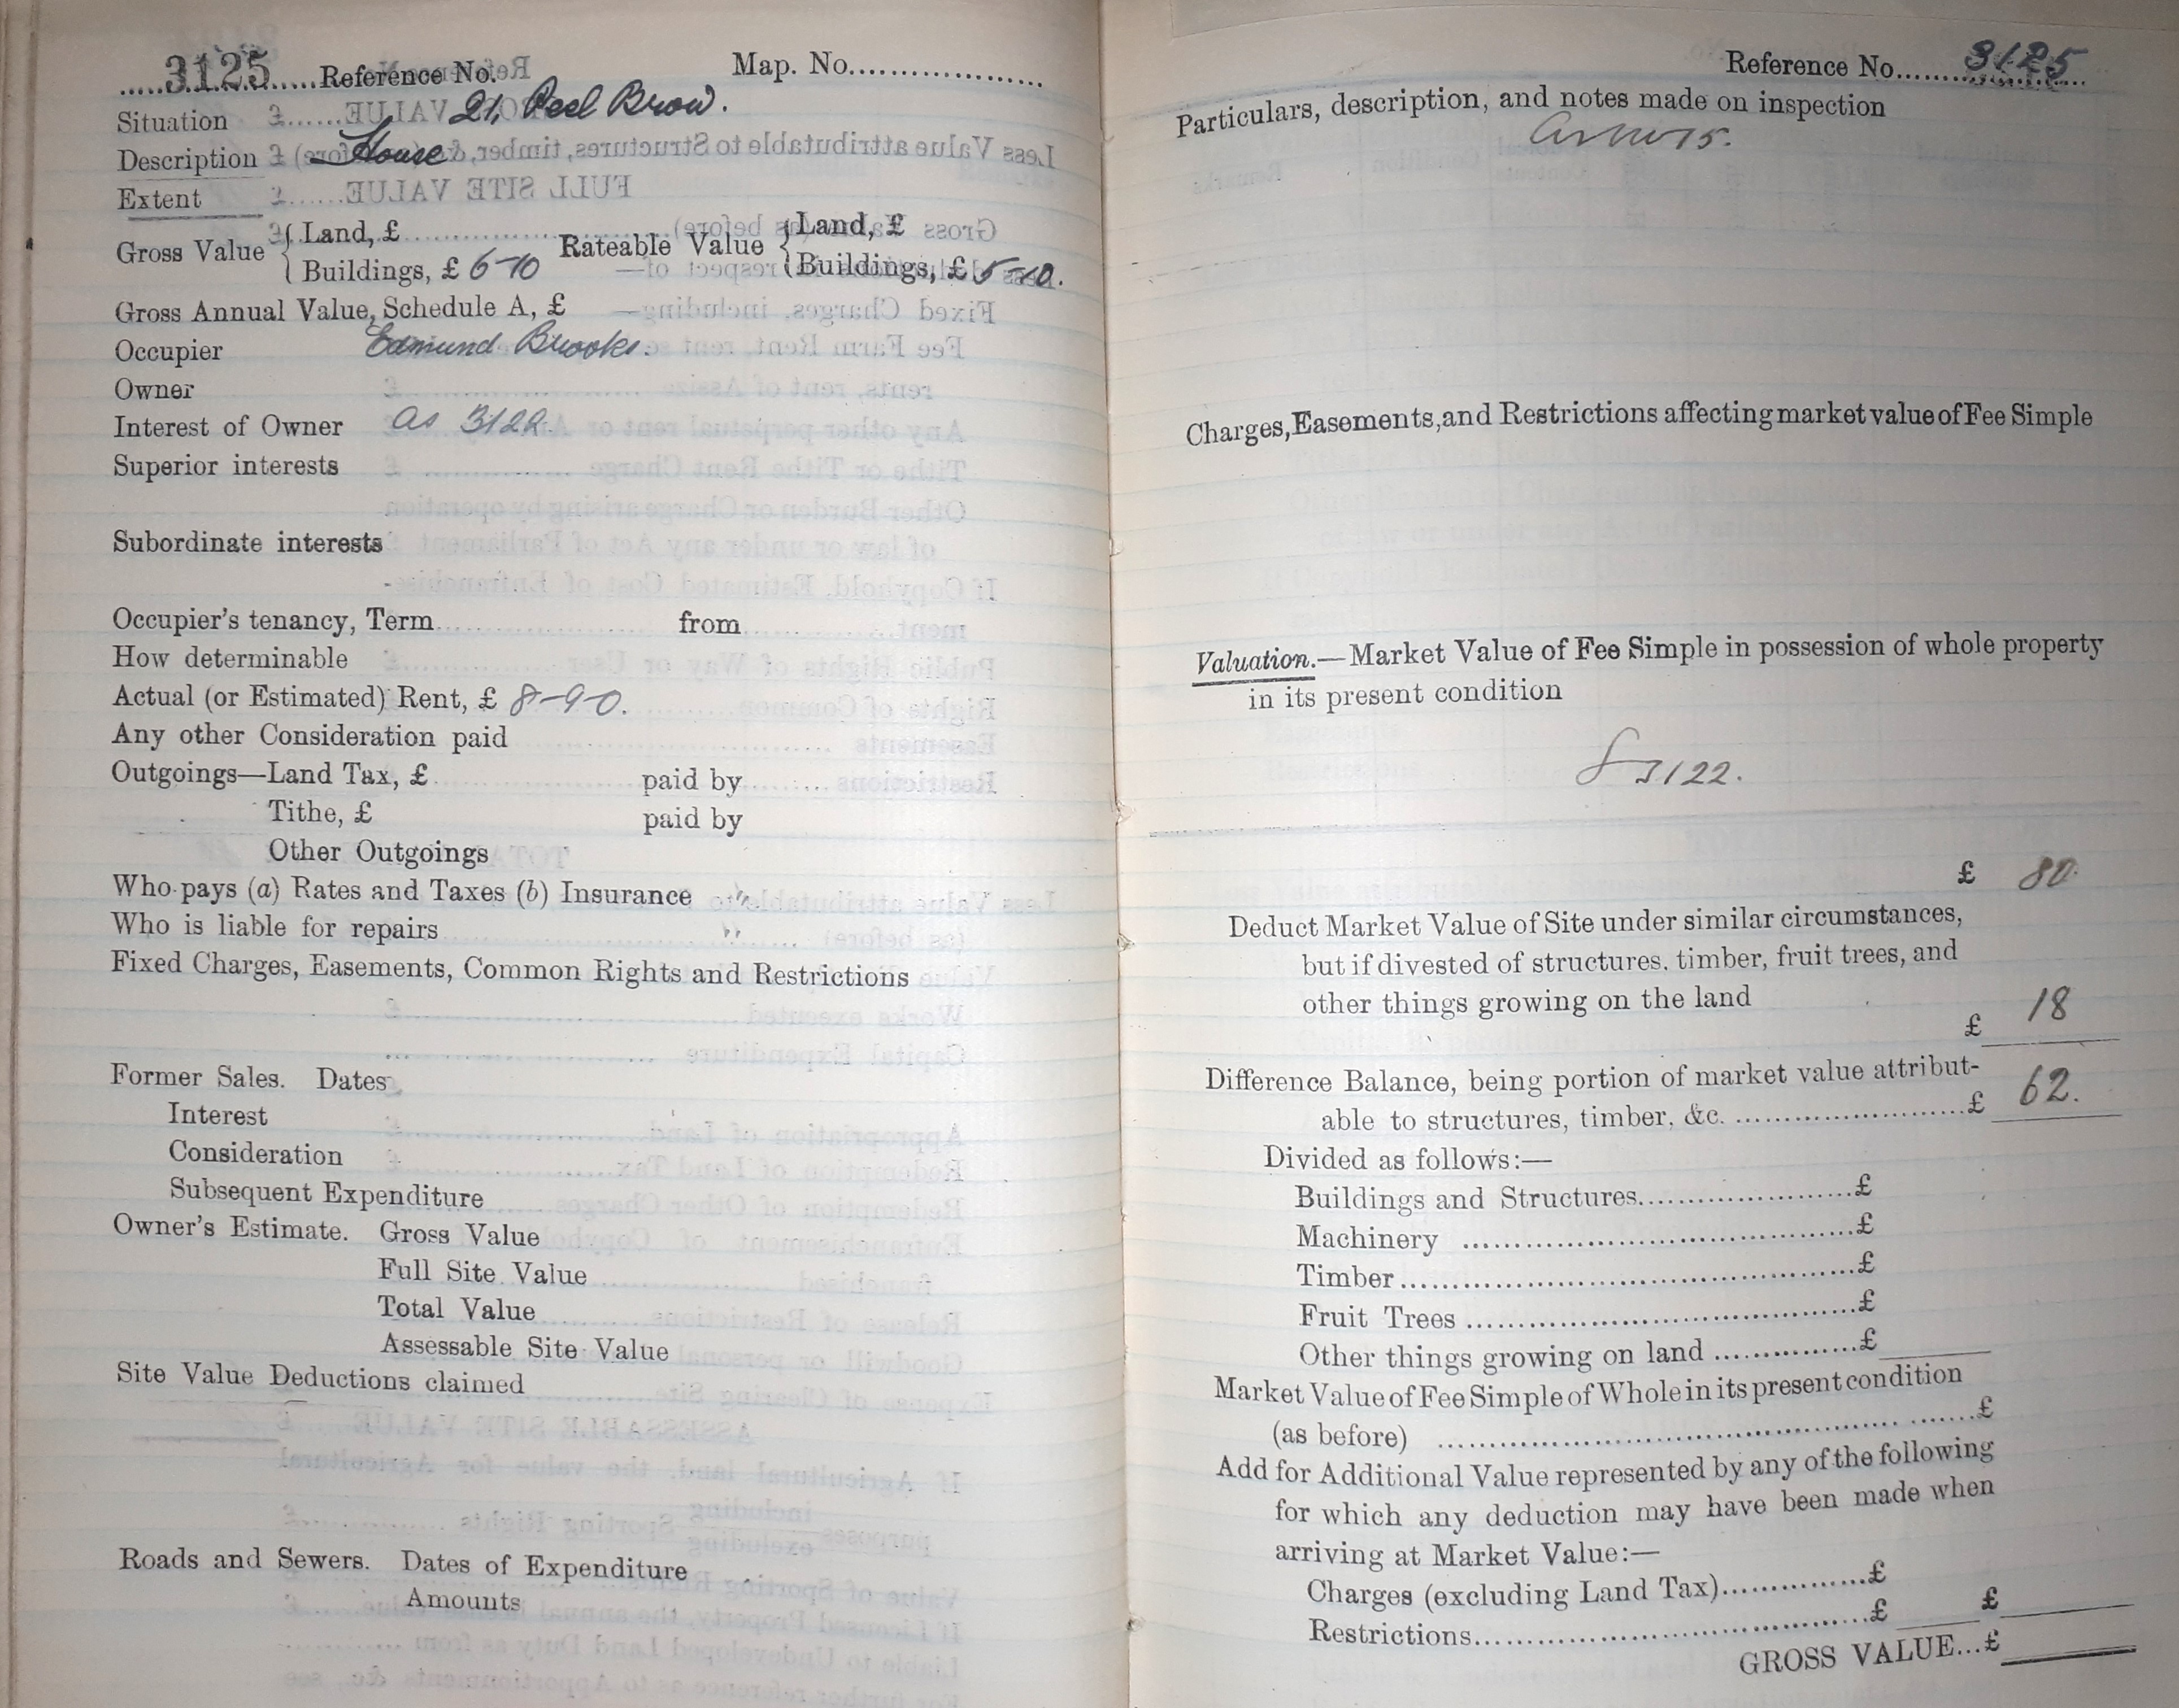 3125 Reference No. Map. No....................
Situation 21, Peel Brow.
Description House
Extent
Gross Value { Land, £ Rateable Value { Land, £
Buildings, £ 6-10 Buildings, £ 5-10.
Gross Annual Value, Schedule A, £
Occupier Edmund Brooks.
Owner
Interest of Owner as 3122.
Superior interests
Subordinate interests
Occupier's tenancy, Term from
How determinable
Actual (or Estimated) Rent, £ 8-9-0.
Any other Consideration paid
Outgoings—Land Tax, £ paid by
Tithe, £ paid by
Other Outgoings
Who pays (a) Rates and Taxes (b) Insurance "
Who is liable for repairs "
Fixed Charges, Easements, Common Rights and Restrictions
Former Sales. Dates
Interest
Consideration
Subsequent Expenditure
Owner's Estimate. Gross Value
Full Site Value
Total Value
Assessable Site Value
Site Value Deductions claimed
Roads and Sewers. Dates of Expenditure
Amounts
Reference No. 3125
Particulars, description, and notes made on inspection
Charges, Easements, and Restrictions affecting market value of Fee Simple
Valuation.—Market Value of Fee Simple in possession of whole property
in its present condition
3122.
£ 80.
Deduct Market Value of Site under similar circumstances,
but if divested of structures. timber, fruit trees, and
other things growing on the land
£ 18
Difference Balance, being portion of market value attribut-
able to structures, timber, &c. ........................£ 62.
Divided as follows:—
Buildings and Structures......................£
Machinery ........................................£
Timber..............................................£
Fruit Trees .......................................£
Other things growing on land ...............£
Market Value of Fee Simple of Whole in its present condition
(as before) ..................................................£
Add for Additional Value represented by any of the following
for which any deduction may have been made when
arriving at Market Value:—
Charges (excluding Land Tax)...............£
Restrictions..........................................£ £
GROSS VALUE...£